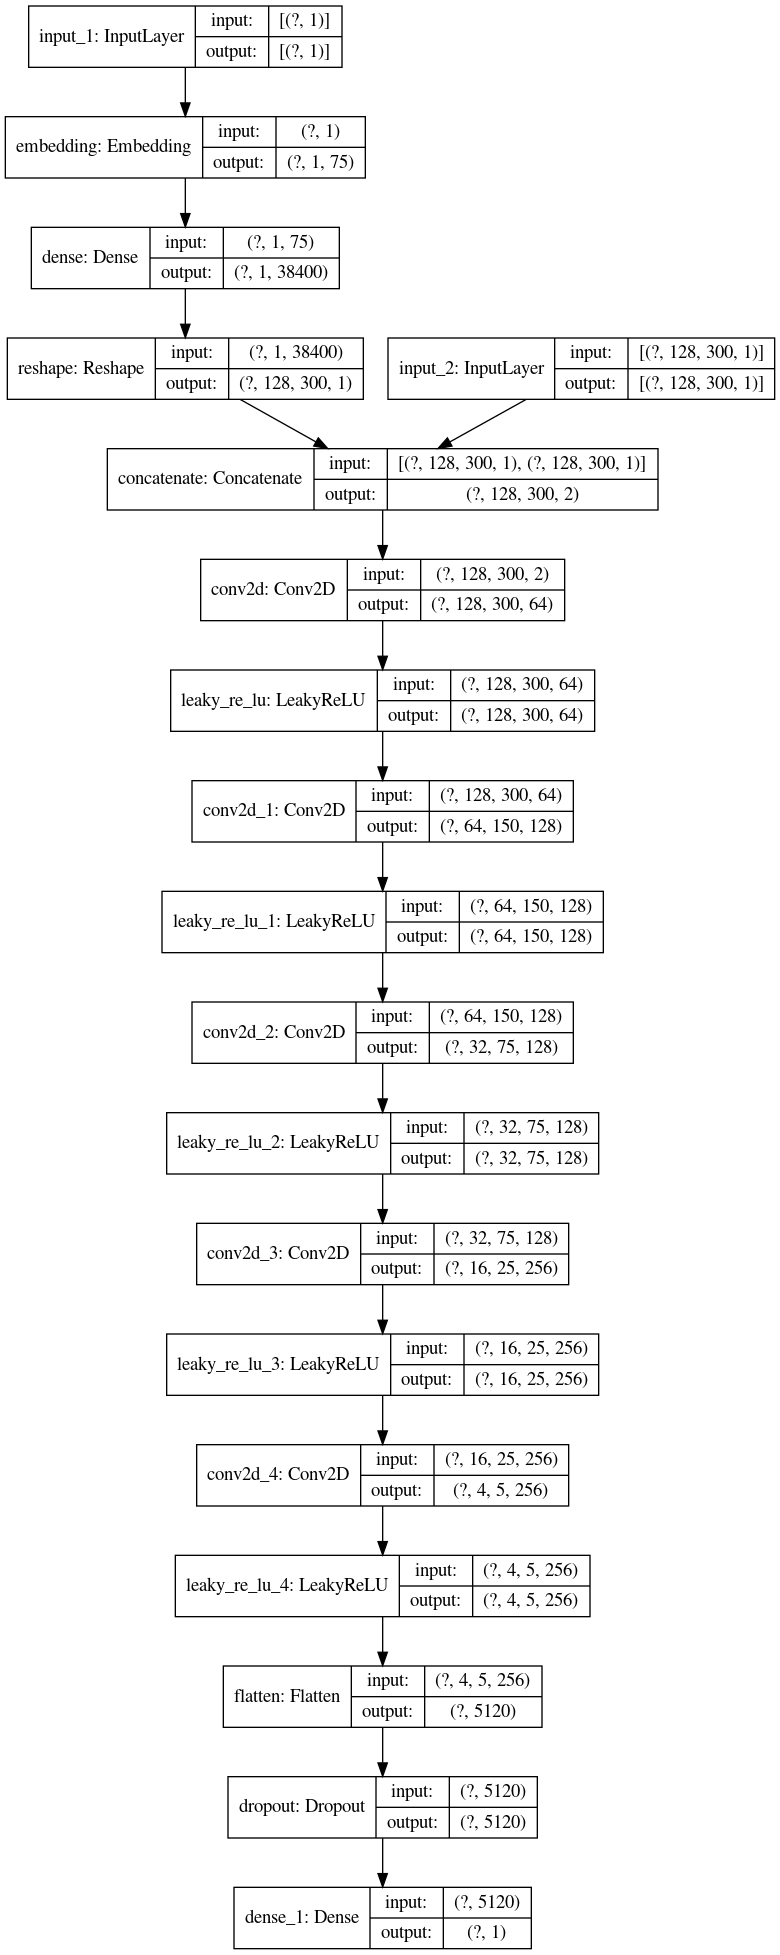 input_1: InputLayer
input: [(?, 1)]
output: [(?, 1)]
embedding: Embedding
input: (?, 1)
output: (?, 1, 75)
dense: Dense
input: (?, 1, 75)
output: (?, 1, 38400)
reshape: Reshape
input: (?, 1, 38400)
output: (?, 128, 300, 1)
input_2: InputLayer
input: [(?, 128, 300, 1)]
output: [(?, 128, 300, 1)]
concatenate: Concatenate
input: [(?, 128, 300, 1), (?, 128, 300, 1)]
output: (?, 128, 300, 2)
conv2d: Conv2D
input: (?, 128, 300, 2)
output: (?, 128, 300, 64)
leaky_re_lu: LeakyReLU
input: (?, 128, 300, 64)
output: (?, 128, 300, 64)
conv2d_1: Conv2D
input: (?, 128, 300, 64)
output: (?, 64, 150, 128)
leaky_re_lu_1: LeakyReLU
input: (?, 64, 150, 128)
output: (?, 64, 150, 128)
conv2d_2: Conv2D
input: (?, 64, 150, 128)
output: (?, 32, 75, 128)
leaky_re_lu_2: LeakyReLU
input: (?, 32, 75, 128)
output: (?, 32, 75, 128)
conv2d_3: Conv2D
input: (?, 32, 75, 128)
output: (?, 16, 25, 256)
leaky_re_lu_3: LeakyReLU
input: (?, 16, 25, 256)
output: (?, 16, 25, 256)
conv2d_4: Conv2D
input: (?, 16, 25, 256)
output: (?, 4, 5, 256)
leaky_re_lu_4: LeakyReLU
input: (?, 4, 5, 256)
output: (?, 4, 5, 256)
flatten: Flatten
input: (?, 4, 5, 256)
output: (?, 5120)
dropout: Dropout
input: (?, 5120)
output: (?, 5120)
dense_1: Dense
input: (?, 5120)
output: (?, 1)